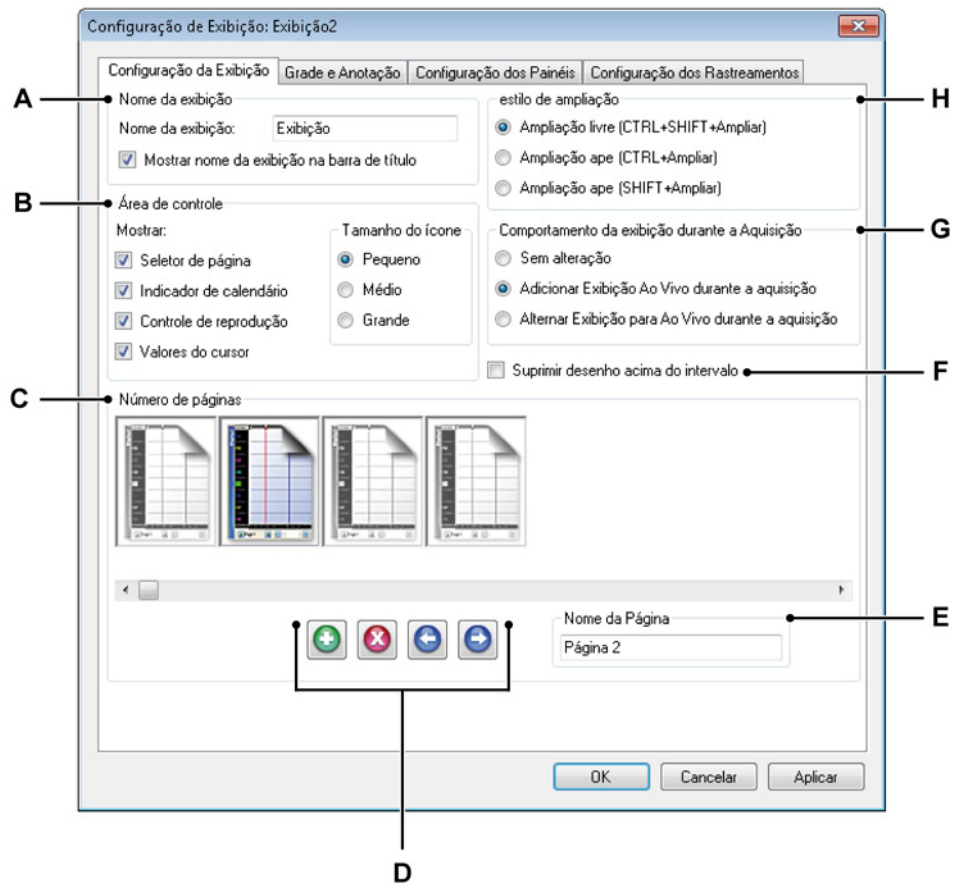 Configuração de Exibição: Exibição2
Configuração da Exibição
Grade e Anotação
Configuração dos Painéis
Configuração dos Rastreamentos
A
Nome da exibição
Nome da exibição: Exibição
Mostrar nome da exibição na barra de título
B
Área de controle
Mostrar:
Seletor de página
Indicador de calendário
Controle de reprodução
Valores do cursor
Tamanho do ícone
Pequeno
Médio
Grande
estilo de ampliação
H
Ampliação livre (CTRL+SHIFT+Ampliar)
Ampliação ape (CTRL+Ampliar)
Ampliação ape (SHIFT+Ampliar)
Comportamento da exibição durante a Aquisição
G
Sem alteração
Adicionar Exibição Ao Vivo durante a aquisição
Alternar Exibição para Ao Vivo durante a aquisição
Suprimir desenho acima do intervalo
F
C
Número de páginas
Nome da Página
E
Página 2
OK
Cancelar
Aplicar
D